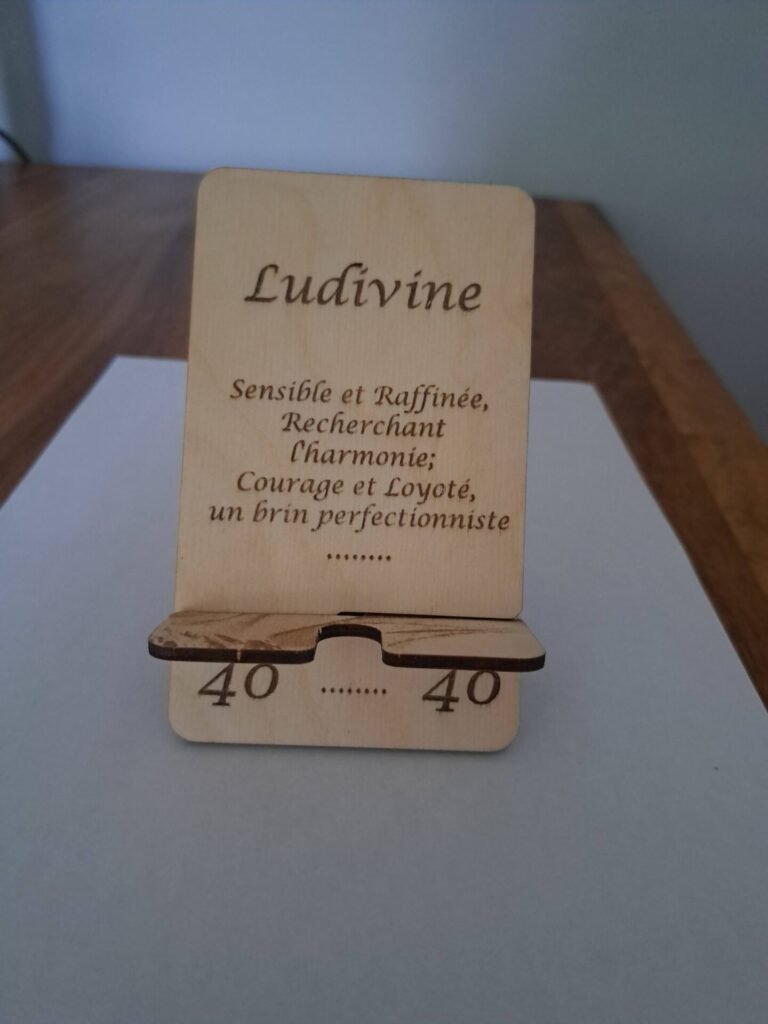 Ludivine
Sensible et Raffinée,
Recherchant
l'harmonie;
Courage et Loyoté,
un brin perfectionniste
........
40 ........ 40